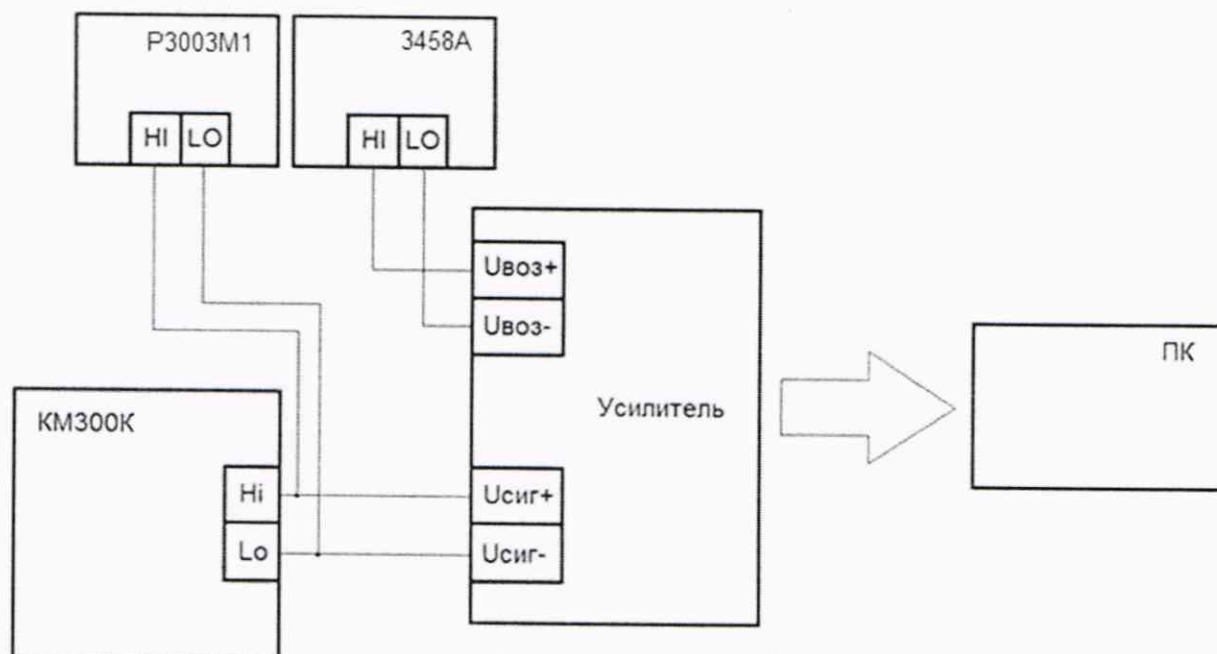 Р3003М1
3458А
HI LO
HI LO
Uвоз+
Uвоз-
ПК
Усилитель
КМ300К
Hi
Uсиг+
Lo
Uсиг-